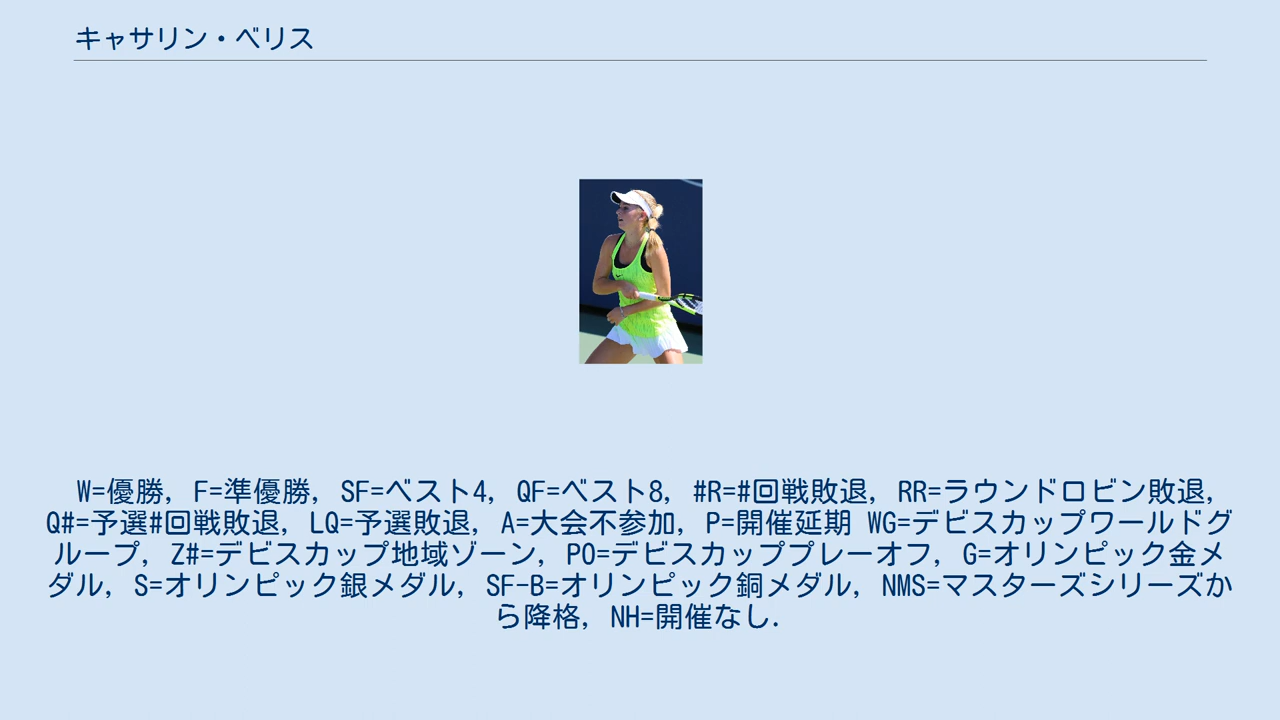 キャサリン・ベリス
W=優勝, F=準優勝, SF=ベスト4, QF=ベスト8, #R=#回戦敗退, RR=ラウンドロビン敗退,
Q#=予選#回戦敗退, LQ=予選敗退, A=大会不参加, P=開催延期 WG=デビスカップワールドグ
ループ, Z#=デビスカップ地域ゾーン, PO=デビスカッププレーオフ, G=オリンピック金メ
ダル, S=オリンピック銀メダル, SF-B=オリンピック銅メダル, NMS=マスターズシリーズか
ら降格, NH=開催なし.